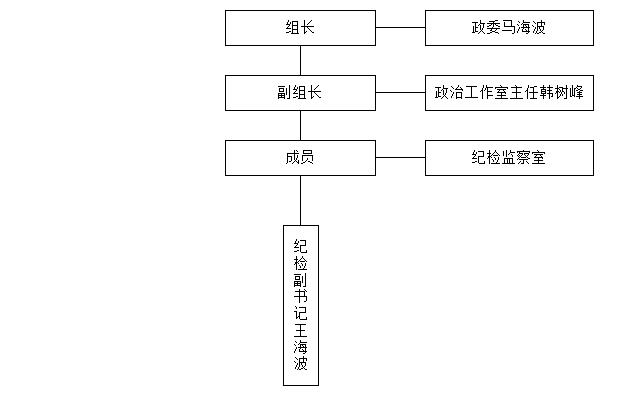 组长
政委马海波
副组长
政治工作室主任韩树峰
成员
纪检监察室
纪检副书记王海波